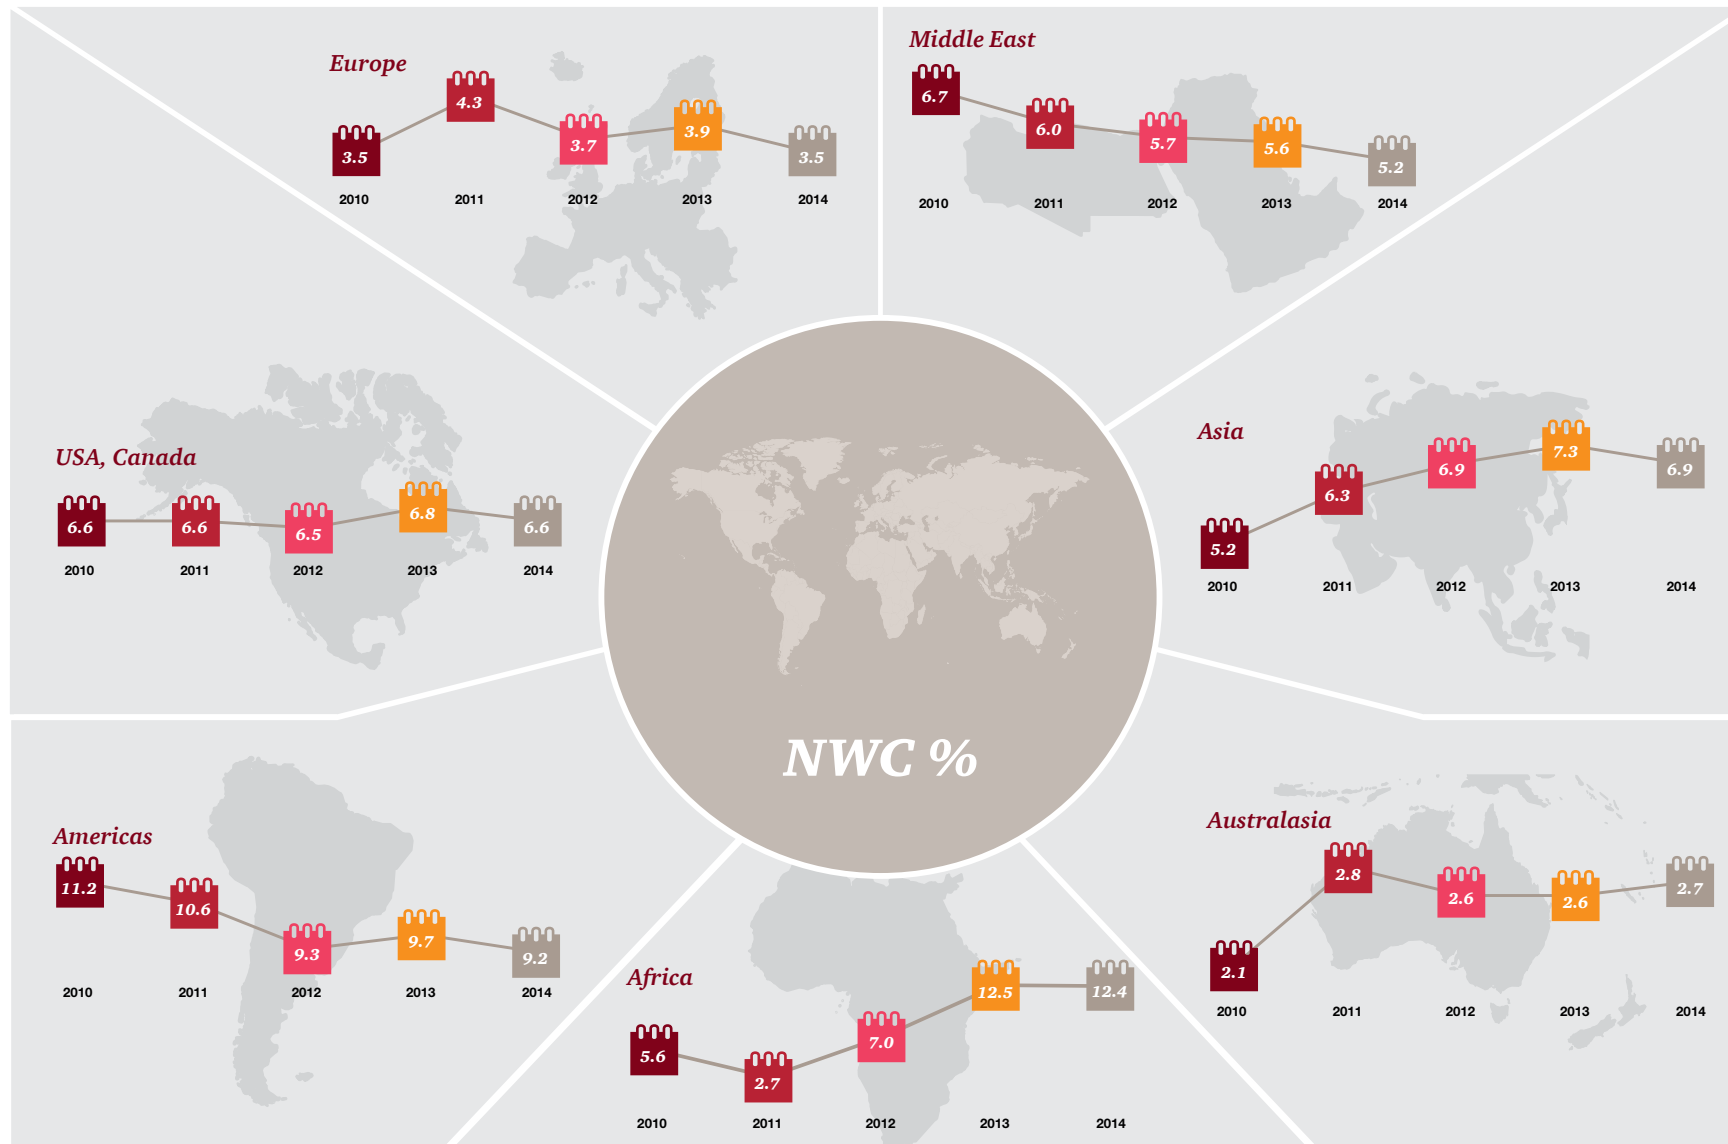 Europe
3.5
4.3
3.7
3.9
3.5
2010 2011 2012 2013 2014
Middle East
6.7
6.0
5.7
5.6
5.2
2010 2011 2012 2013 2014
USA, Canada
6.6 6.6 6.5 6.8 6.6
2010 2011 2012 2013 2014
Asia
5.2
6.3
6.9
7.3
6.9
2010 2011 2012 2013 2014
NWC %
Americas
11.2
10.6
9.3
9.7
9.2
2010 2011 2012 2013 2014
Africa
5.6
2.7
7.0
12.5
12.4
2010 2011 2012 2013 2014
Australasia
2.1
2.8
2.6
2.6
2.7
2010 2011 2012 2013 2014